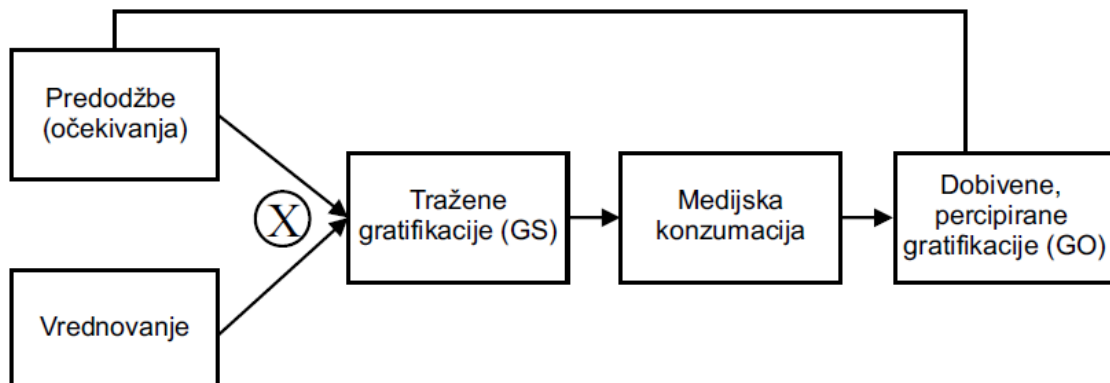 Predodžbe
(očekivanja)
X
Tražene
gratifikacije (GS)
Medijska
konzumacija
Dobivene,
percipirane
gratifikacije (GO)
Vrednovanje